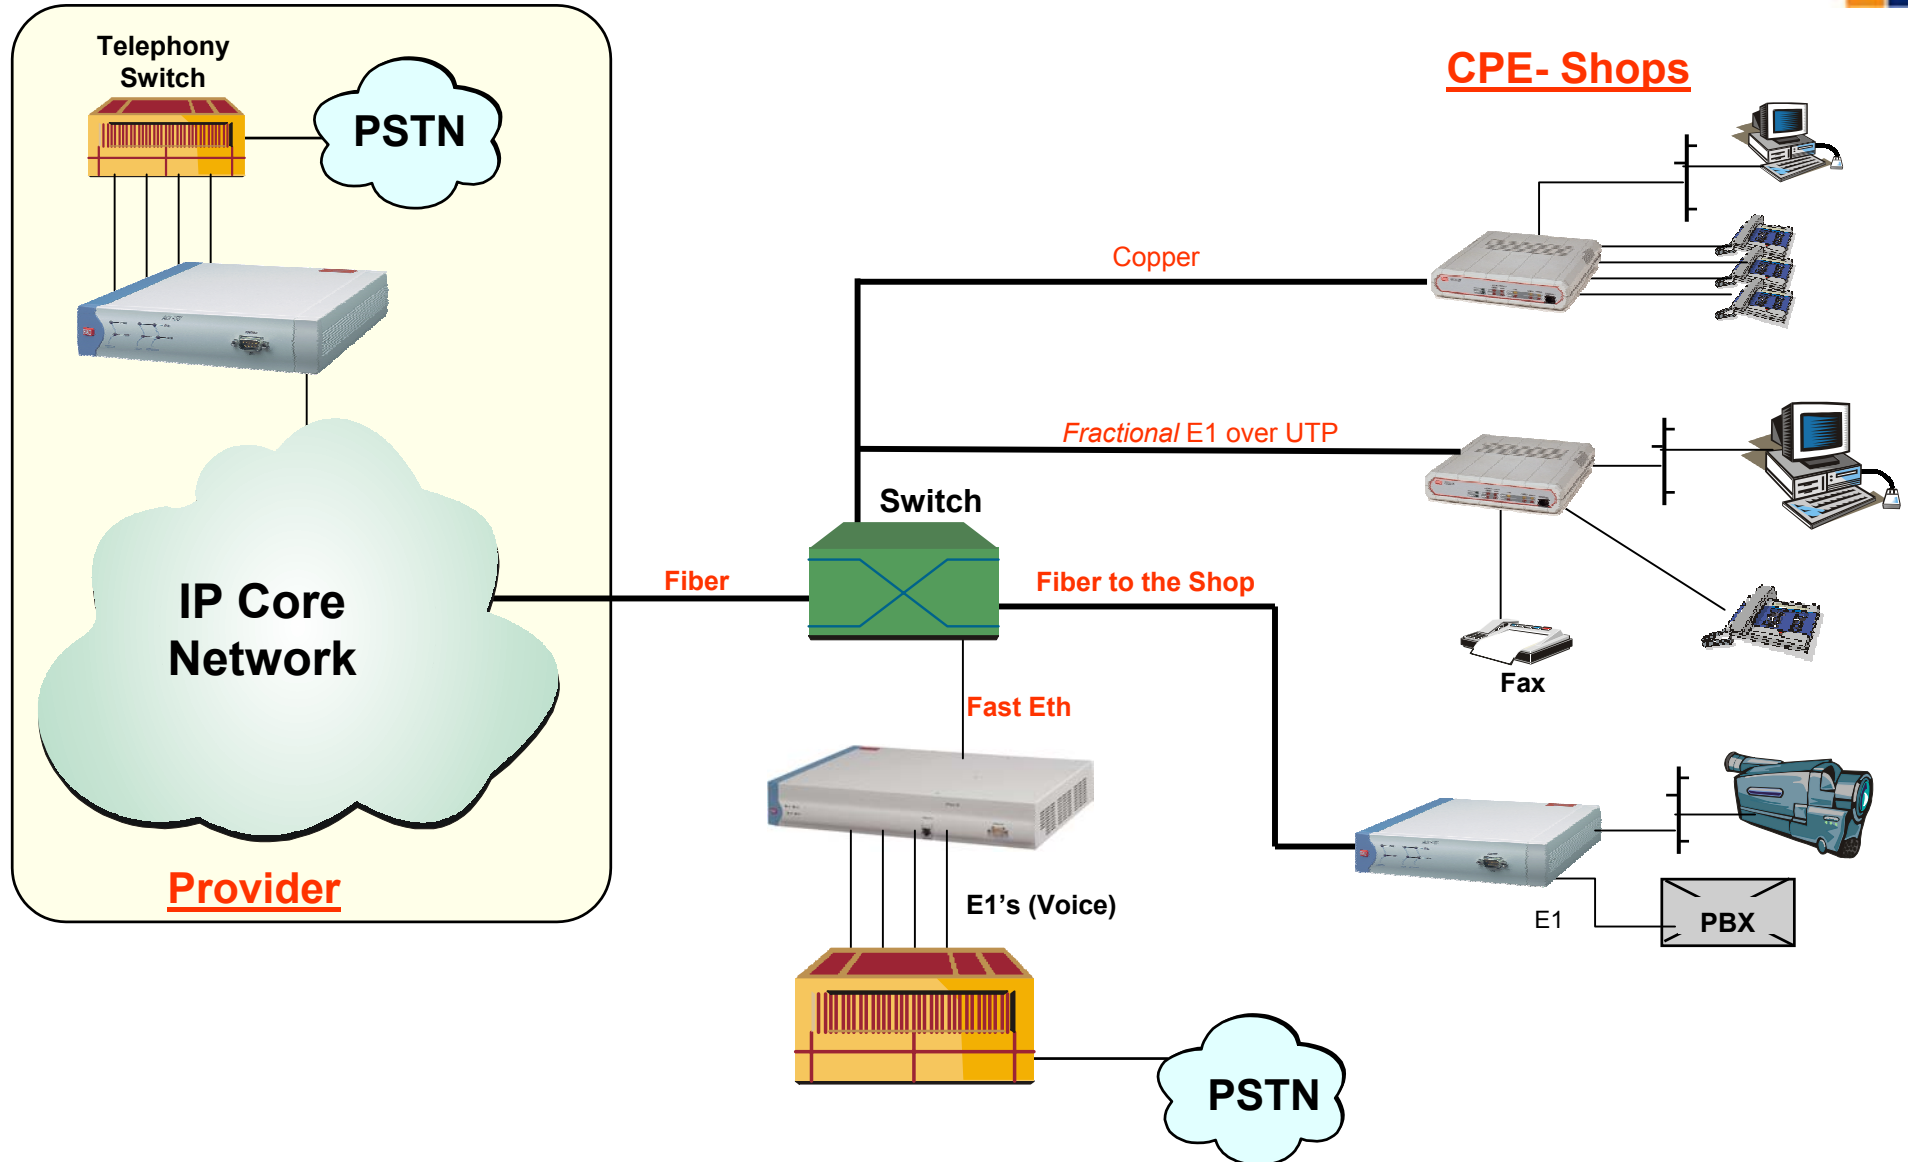 Telephony
Switch
PSTN
CPE- Shops
Copper
Fractional E1 over UTP
Switch
IP Core
Network
Fiber
Fiber to the Shop
Fax
Fast Eth
Provider
E1’s (Voice)
E1
PBX
PSTN